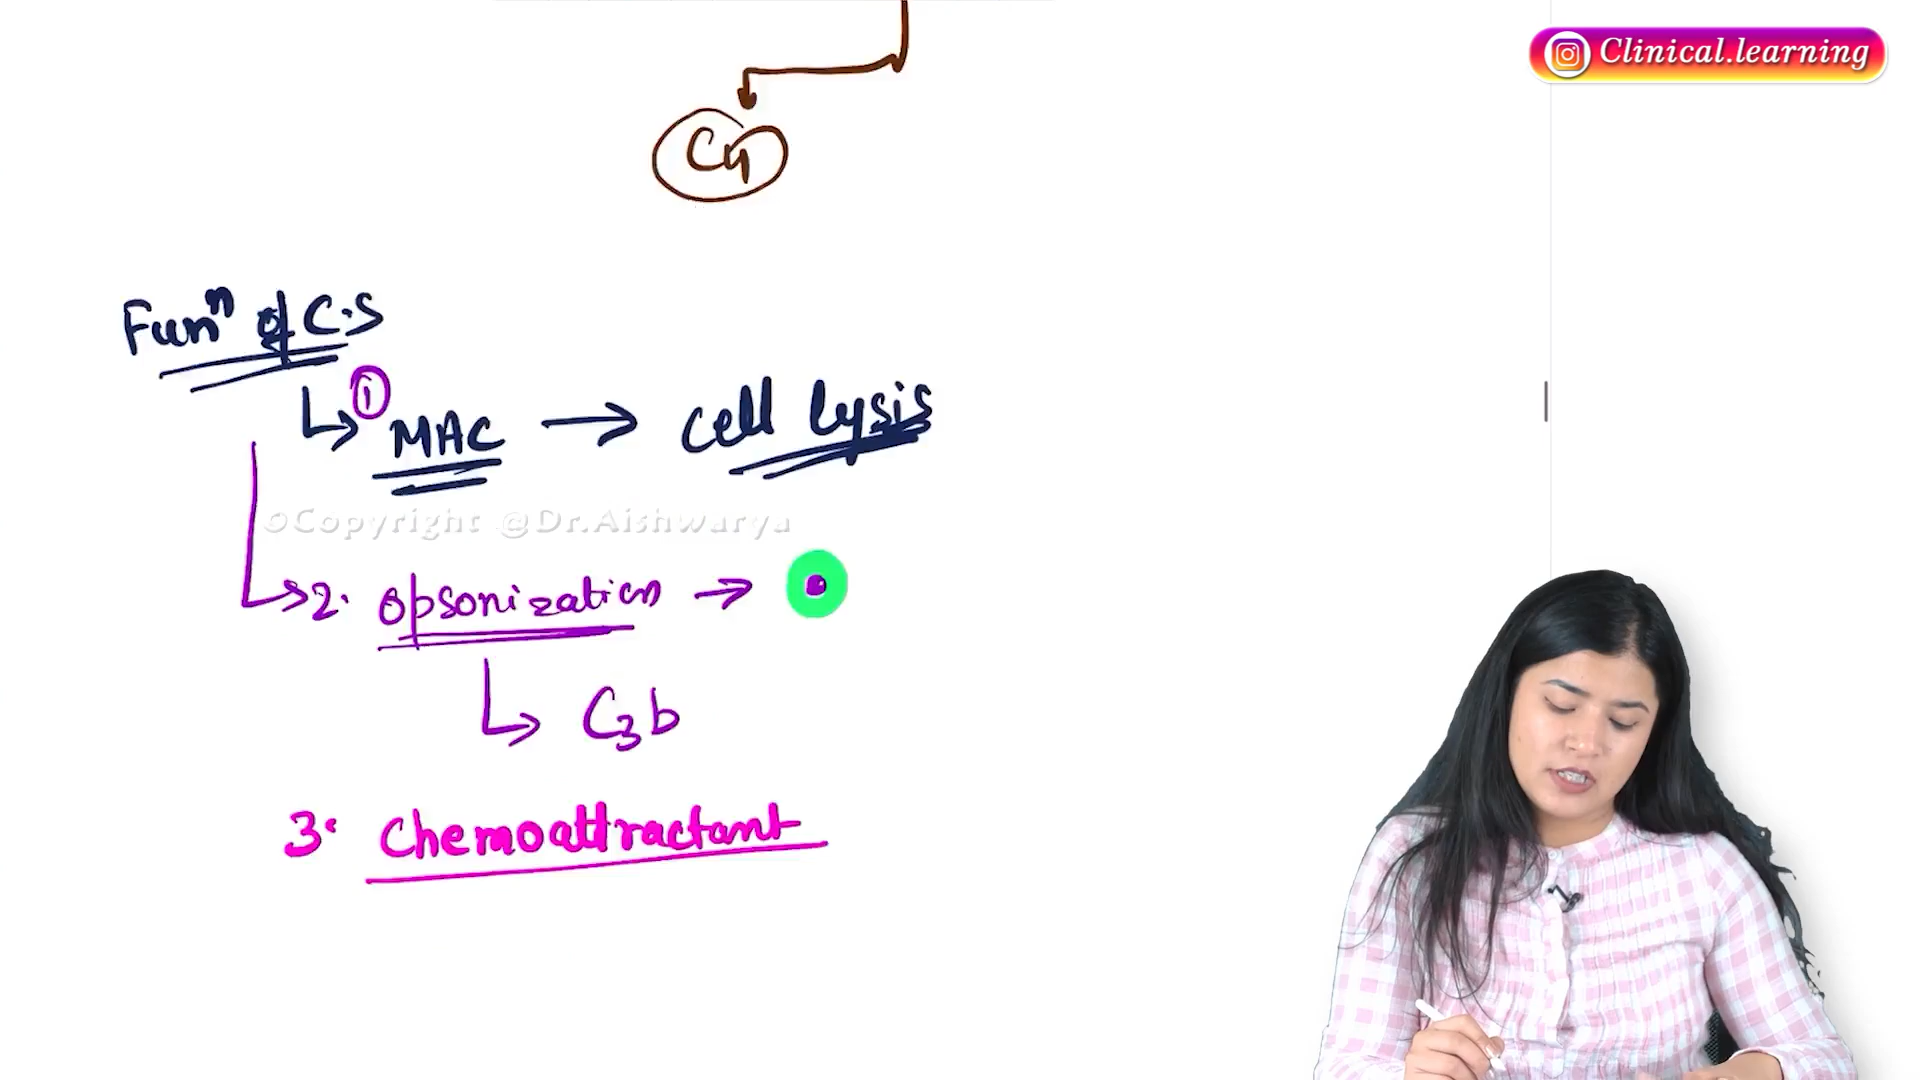 Clinical.learning
C4
Funⁿ of C.S
① MAC → Cell lysis
©Copyright @Dr.Aishwarya
2. Opsonization →
C3b
3. Chemoattractant